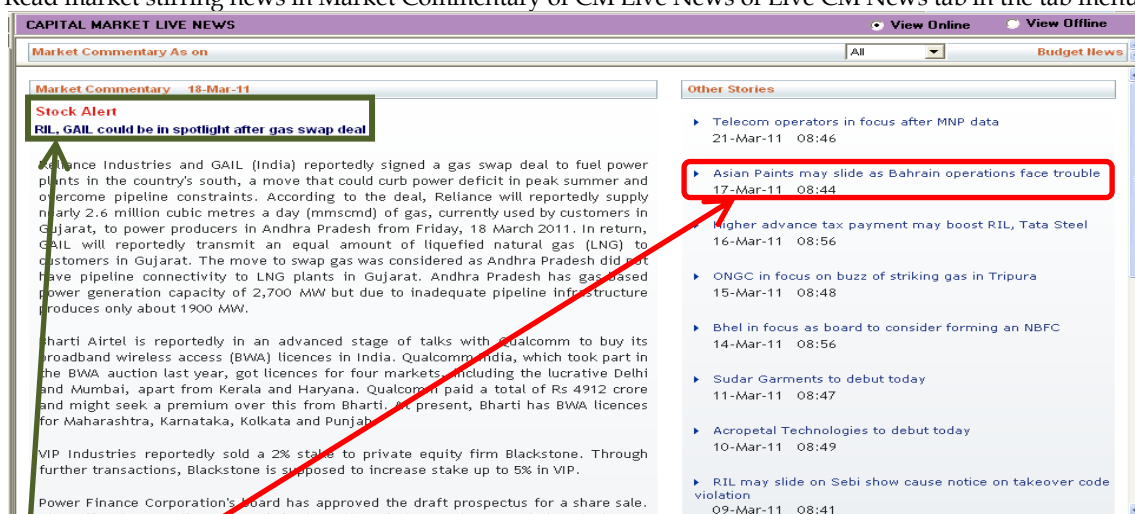 Read market stirring news in Market Commentary of CM Live News or Live CM News tab in the tab menu
CAPITAL MARKET LIVE NEWS
View Online
View Offline
Market Commentary As on
All
Budget News
Market Commentary 18-Mar-11
Stock Alert
RIL, GAIL could be in spotlight after gas swap deal
Reliance Industries and GAIL (India) reportedly signed a gas swap deal to fuel power
plants in the country's south, a move that could curb power deficit in peak summer and
overcome pipeline constraints. According to the deal, Reliance will reportedly supply
nearly 2.6 million cubic metres a day (mmscmd) of gas, currently used by customers in
Gujarat, to power producers in Andhra Pradesh from Friday, 18 March 2011. In return,
GAIL will reportedly transmit an equal amount of liquefied natural gas (LNG) to
customers in Gujarat. The move to swap gas was considered as Andhra Pradesh did not
have pipeline connectivity to LNG plants in Gujarat. Andhra Pradesh has gas-based
power generation capacity of 2,700 MW but due to inadequate pipeline infrastructure
produces only about 1900 MW.
Bharti Airtel is reportedly in an advanced stage of talks with Qualcomm to buy its
broadband wireless access (BWA) licences in India. Qualcomm India, which took part in
the BWA auction last year, got licences for four markets, including the lucrative Delhi
and Mumbai, apart from Kerala and Haryana. Qualcomm paid a total of Rs 4912 crore
and might seek a premium over this from Bharti. At present, Bharti has BWA licences
for Maharashtra, Karnataka, Kolkata and Punjab
VIP Industries reportedly sold a 2% stake to private equity firm Blackstone. Through
further transactions, Blackstone is supposed to increase stake up to 5% in VIP.
Power Finance Corporation's board has approved the draft prospectus for a share sale.
Other Stories
Telecom operators in focus after MNP data
21-Mar-11 08:46
Asian Paints may slide as Bahrain operations face trouble
17-Mar-11 08:44
Higher advance tax payment may boost RIL, Tata Steel
16-Mar-11 08:56
ONGC in focus on buzz of striking gas in Tripura
15-Mar-11 08:48
Bhel in focus as board to consider forming an NBFC
14-Mar-11 08:56
Sudar Garments to debut today
11-Mar-11 08:47
Acropetal Technologies to debut today
10-Mar-11 08:49
RIL may slide on Sebi show cause notice on takeover code
violation
09-Mar-11 08:41